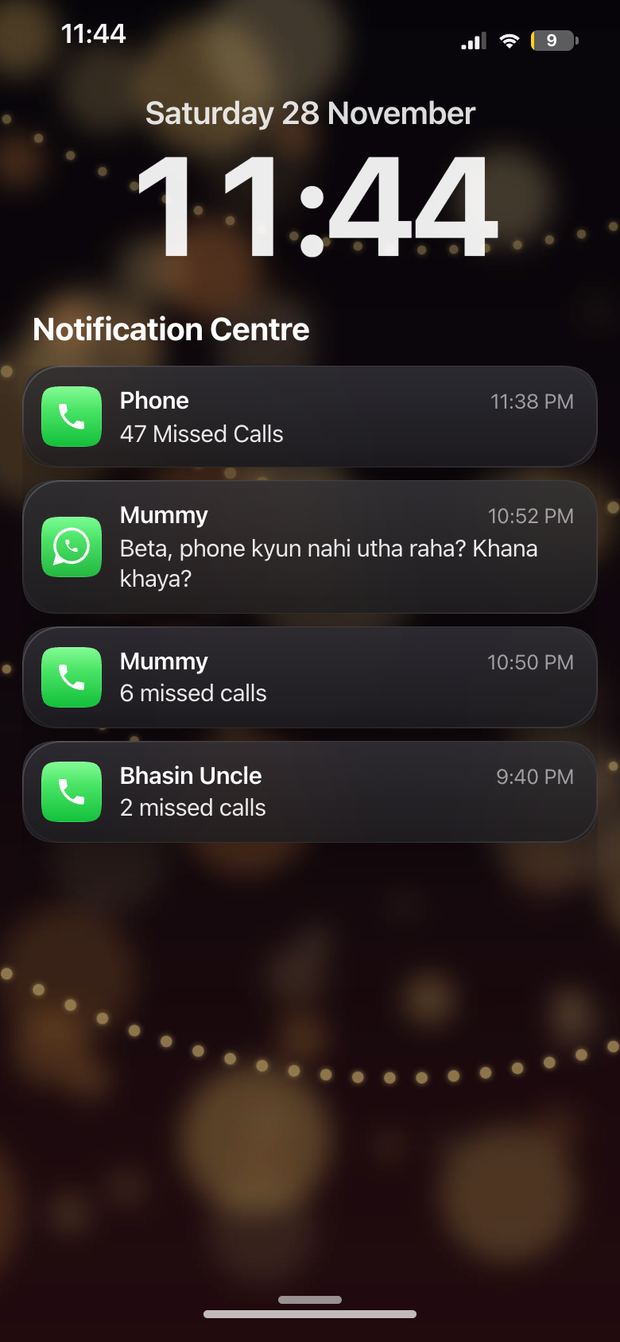 11:44
9
Saturday 28 November
11:44
Notification Centre
Phone
11:38 PM
47 Missed Calls
Mummy
10:52 PM
Beta, phone kyun nahi utha raha? Khana
khaya?
Mummy
10:50 PM
6 missed calls
Bhasin Uncle
9:40 PM
2 missed calls